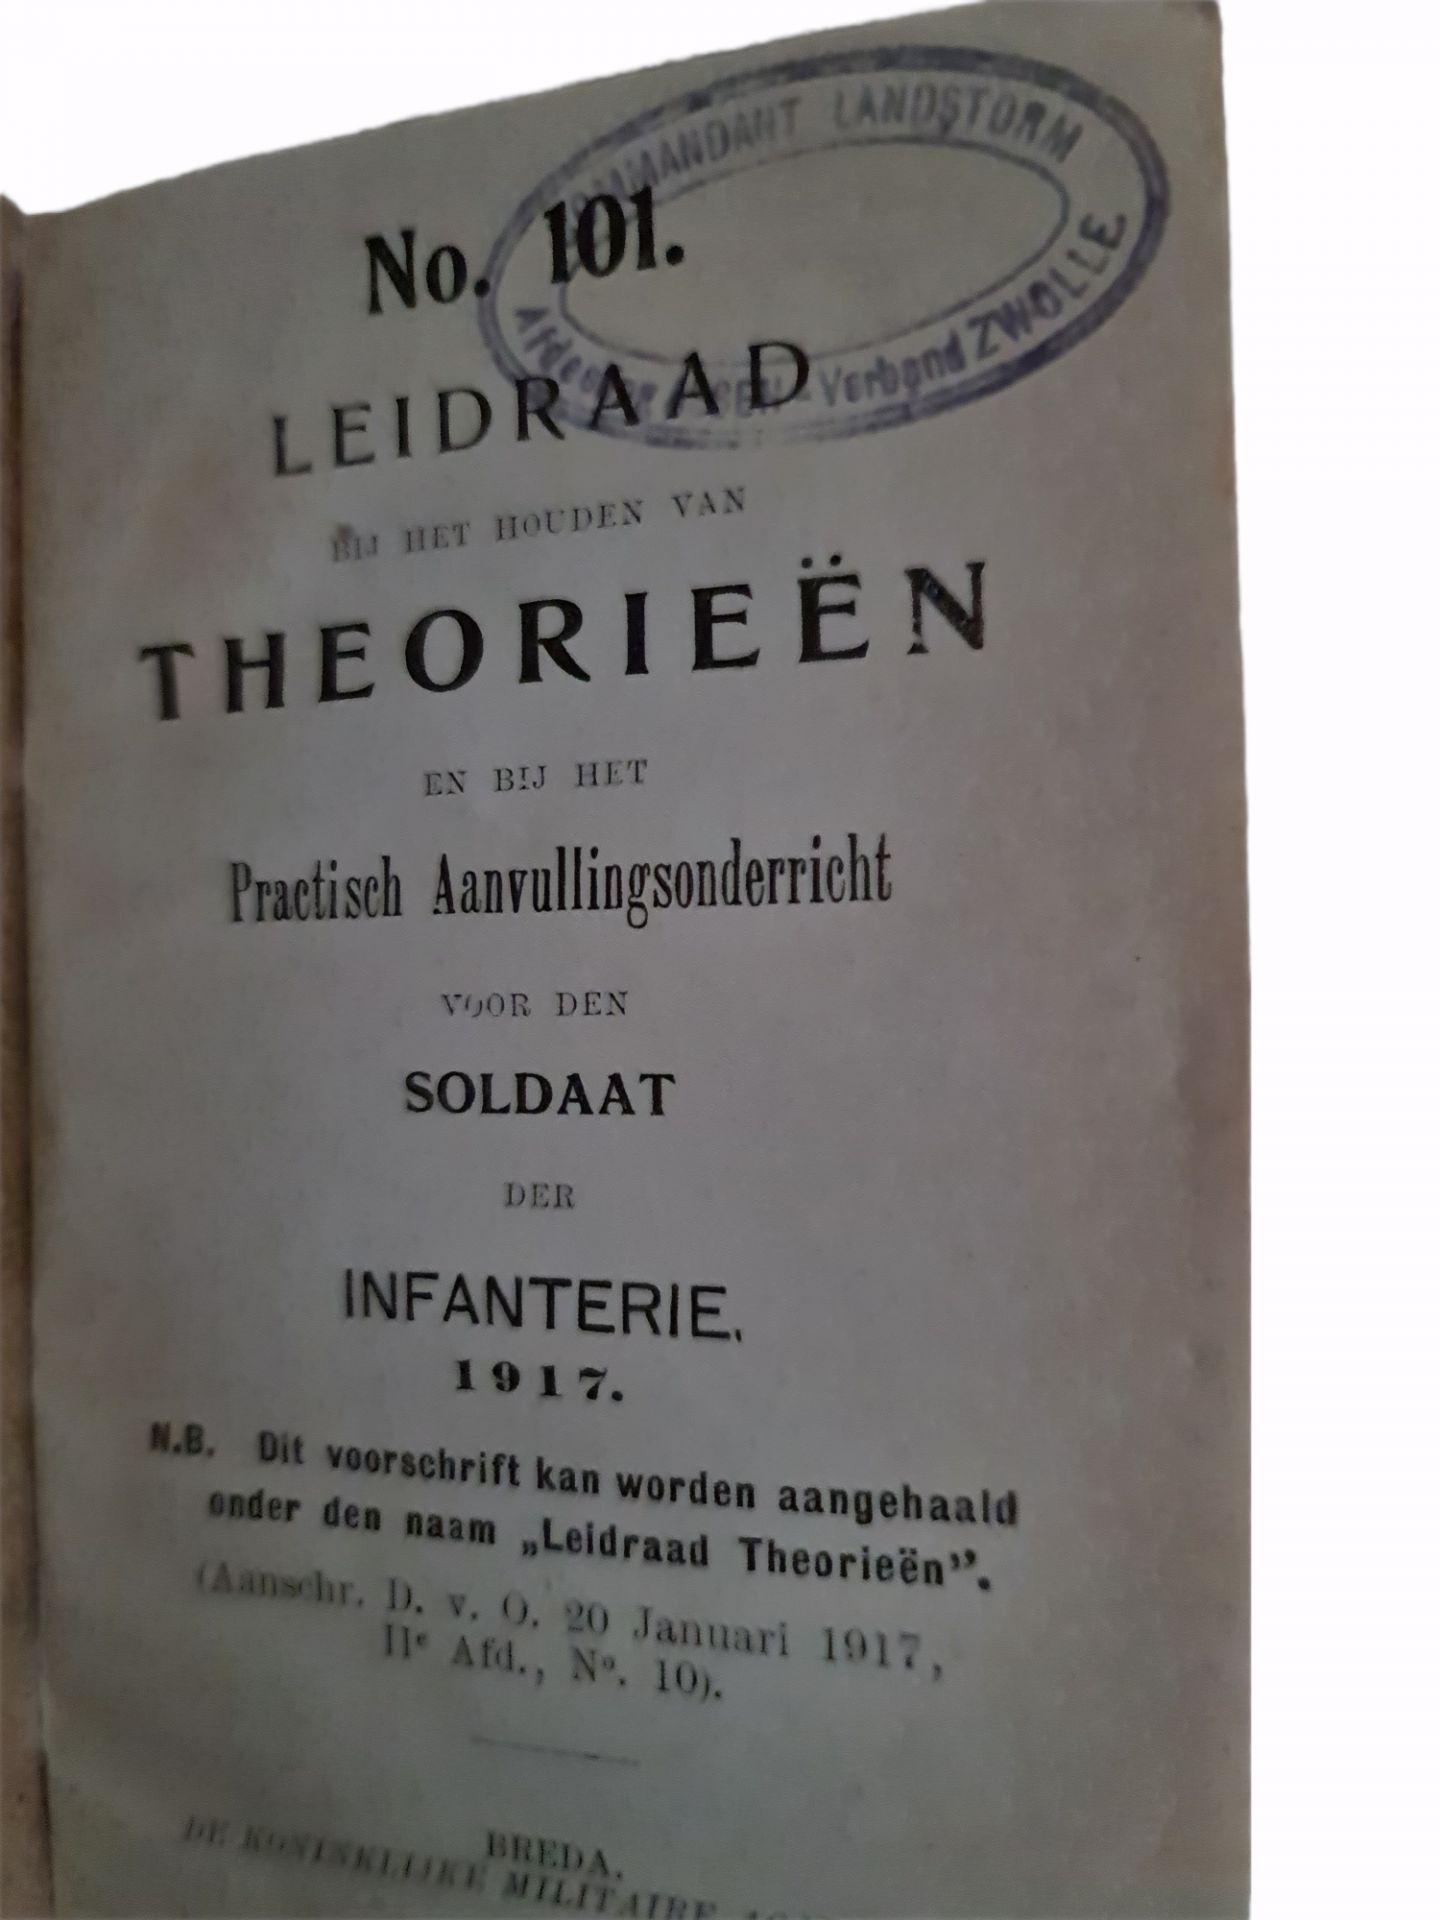 COMMANDANT LANDSTORM
Verbond ZWOLLE
No. 101.
LEIDRAAD
BIJ HET HOUDEN VAN
THEORIEËN
EN BIJ HET
Practisch Aanvullingsonderricht
VOOR DEN
SOLDAAT
DER
INFANTERIE.
1917.
N.B. Dit voorschrift kan worden aangehaald
onder den naam „Leidraad Theorieën”.
(Aanschr. D. v. O. 20 Januari 1917,
IIe Afd., No. 10).
BREDA.
DE KONINKLIJKE MILITAIRE